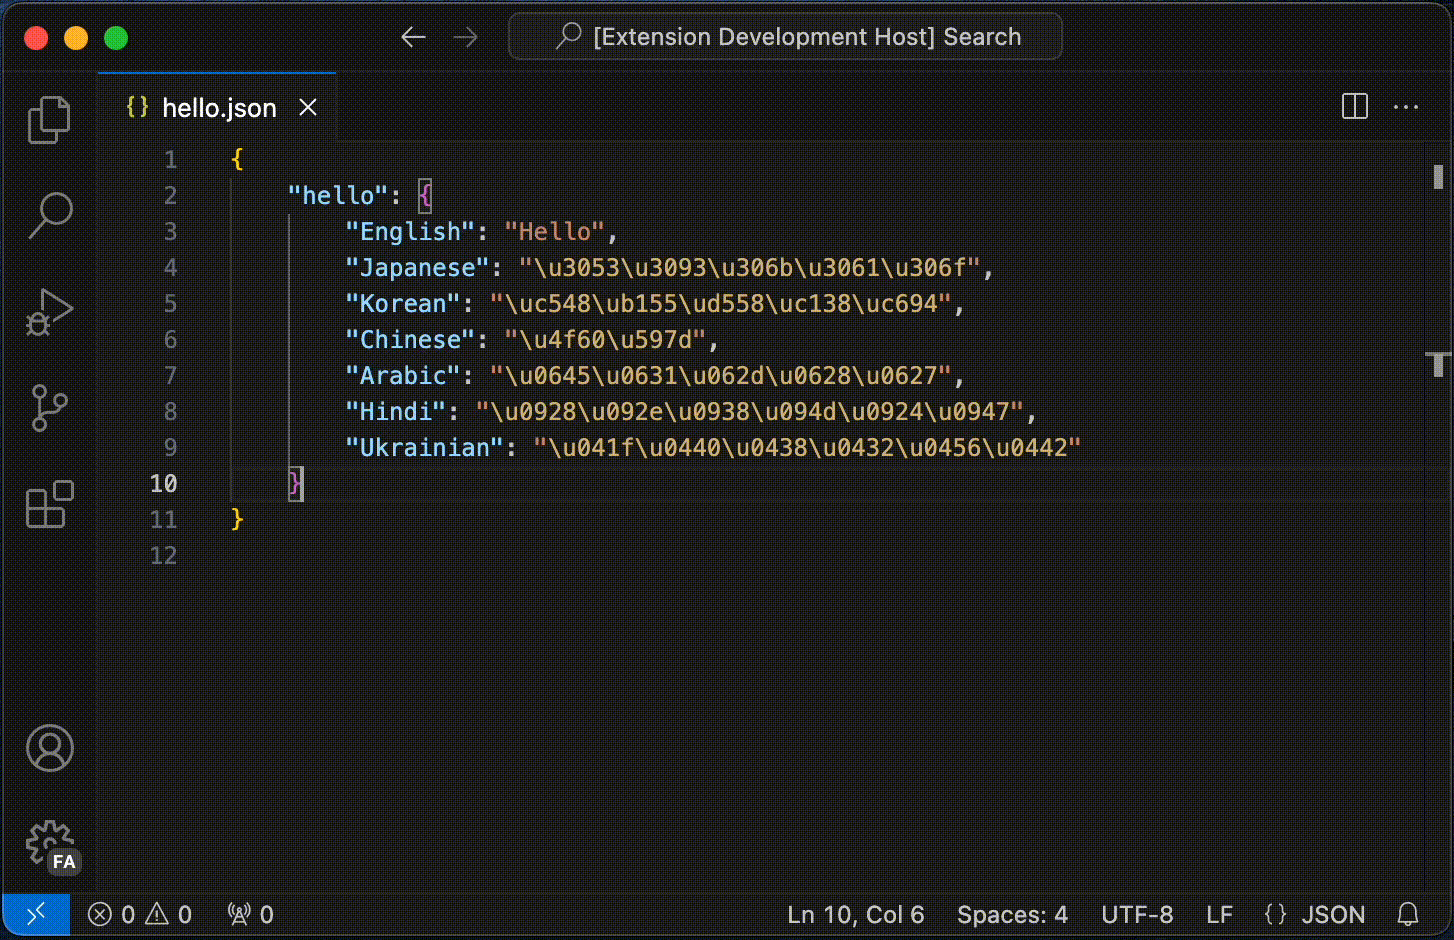 [Extension Development Host] Search
{} hello.json
1 {
2     "hello": {
3         "English": "Hello",
4         "Japanese": "\u3053\u3093\u306b\u3061\u306f",
5         "Korean": "\uc548\ub155\ud558\uc138\uc694",
6         "Chinese": "\u4f60\u597d",
7         "Arabic": "\u0645\u0631\u062d\u0628\u0627",
8         "Hindi": "\u0928\u092e\u0938\u094d\u0924\u0947",
9         "Ukrainian": "\u041f\u0440\u0438\u0432\u0456\u0442"
10     }
11 }
12
FA
0 0 0 Ln 10, Col 6 Spaces: 4 UTF-8 LF {} JSON